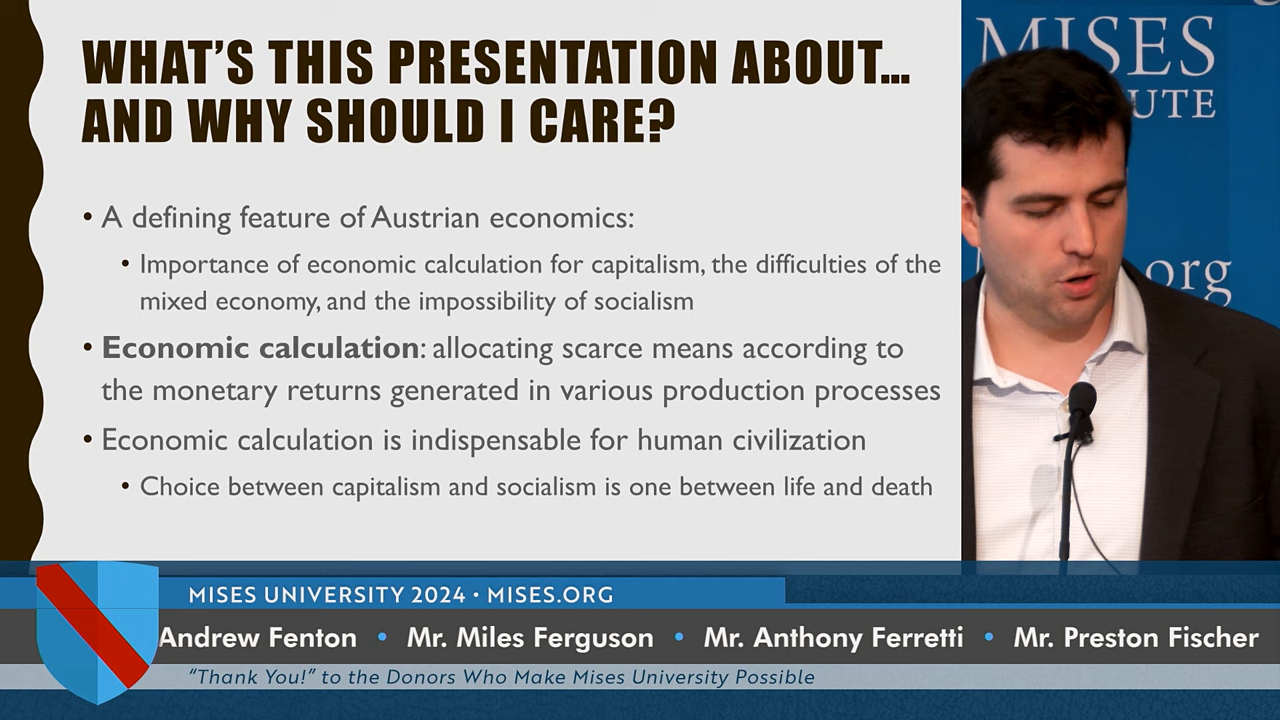 WHAT'S THIS PRESENTATION ABOUT...
AND WHY SHOULD I CARE?
• A defining feature of Austrian economics:
• Importance of economic calculation for capitalism, the difficulties of the
mixed economy, and the impossibility of socialism
• Economic calculation: allocating scarce means according to
the monetary returns generated in various production processes
• Economic calculation is indispensable for human civilization
• Choice between capitalism and socialism is one between life and death
MISES
UTE
.org
MISES UNIVERSITY 2024 • MISES.ORG
Andrew Fenton • Mr. Miles Ferguson • Mr. Anthony Ferretti • Mr. Preston Fischer
“Thank You!” to the Donors Who Make Mises University Possible